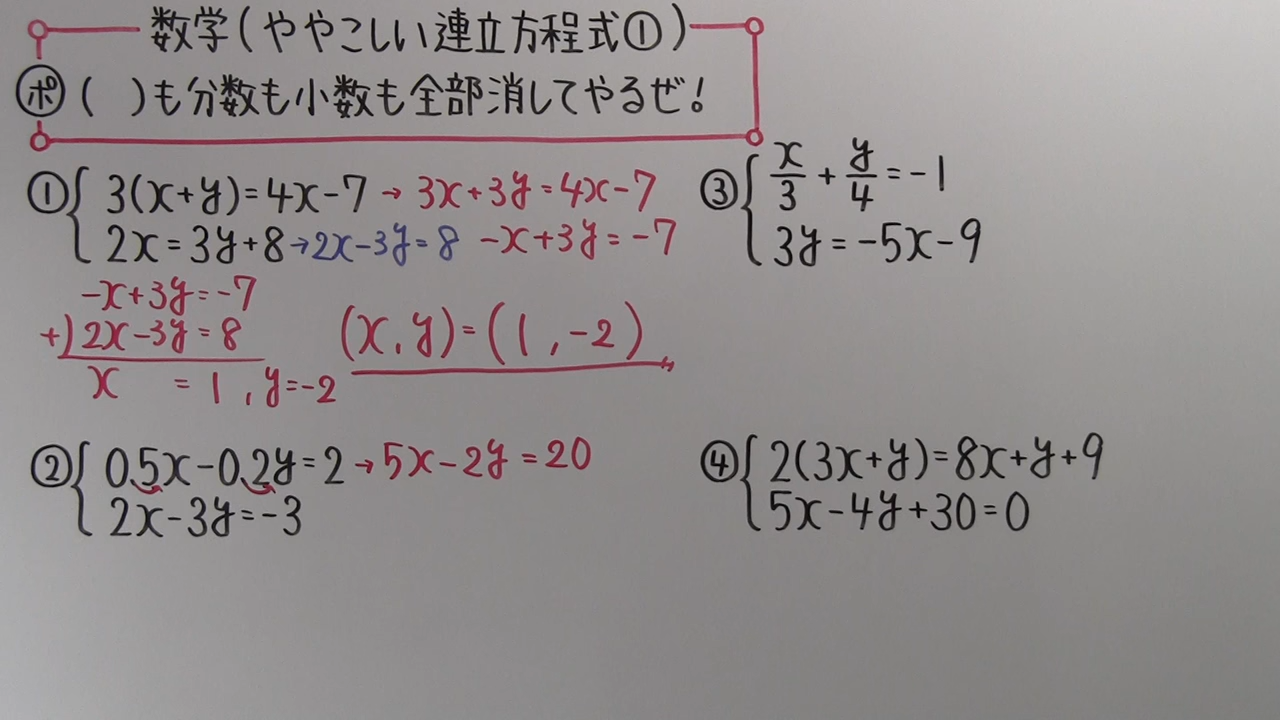 数学(ややこしい連立方程式①)
ポ ( )も分数も小数も全部消してやるぜ!
① 3(x+y)=4x-7 → 3x+3y=4x-7
2x=3y+8 → 2x-3y=8 -x+3y=-7
-x+3y=-7
+) 2x-3y=8
x =1, y=-2
(x,y)=(1,-2)
② 0.5x-0.2y=2 → 5x-2y=20
2x-3y=-3
③ x/3 + y/4 = -1
3y=-5x-9
④ 2(3x+y)=8x+y+9
5x-4y+30=0